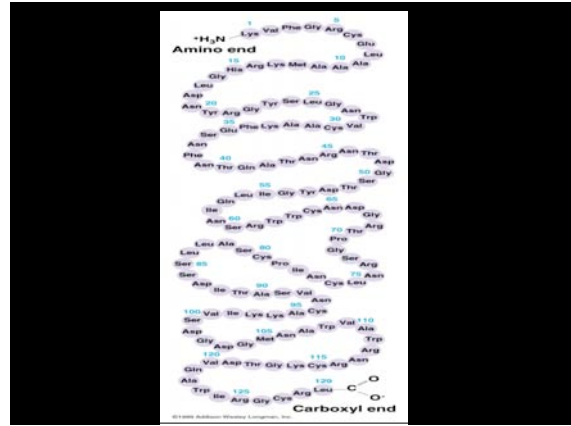 +H3N
Amino end
1 5
Lys Val Phe Gly Arg Cys Glu Leu
15 10
Ala Ala Ala Met Lys Arg His Gly Leu Asp Asn
20 25
Tyr Arg Gly Tyr Ser Leu Gly Asn Trp
35 30
Val Cys Ala Ala Lys Phe Glu Ser Asn Phe
40 45
Asn Thr Gln Ala Thr Asn Arg Asn Thr Asp Gly
55 50
Ser Thr Asp Tyr Gly Ile Leu Gln Ile Asn
60 65
Ser Arg Trp Trp Cys Asn Asp Gly Arg
70
Thr Pro Gly Ser Arg
75
Asn Leu Cys Asn Ile Pro
80
Cys Ser Ala Leu Leu
85
Ser Ser Asp
90
Ile Thr Ala Ser Val Asn
100 95
Cys Ala Lys Lys Ile Val Ser Asp Gly
105 110
Asp Gly Met Asn Ala Trp Val Ala Trp Arg
120 115
Asn Arg Cys Lys Gly Thr Asp Val Gln Ala Trp
125 129
Ile Arg Gly Cys Arg Leu C O O-
Carboxyl end
©1999 Addison Wesley Longman, Inc.